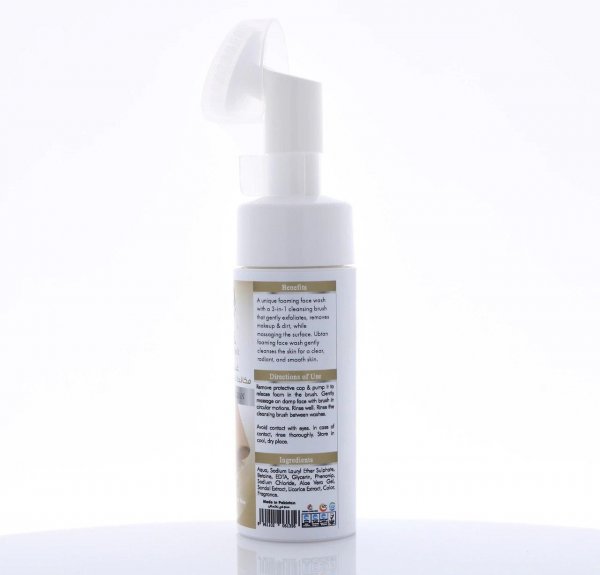 Benefits
A unique foaming face wash
with a 3-in-1 cleansing brush
that gently exfoliates, removes
makeup & dirt, while
massaging the surface. Ubtan
foaming face wash gently
cleanses the skin for a clear,
radiant, and smooth skin.
Directions of Use
Remove protective cap & pump it to
release foam in the brush. Gently
massage on damp face with brush in
circular motions. Rinse well. Rinse the
cleansing brush between washes.
Avoid contact with eyes. In case of
contact, rinse thoroughly. Store in
cool, dry place.
Ingredients
Aqua, Sodium Lauryl Ether Sulphate,
Betaine, EDTA, Glycerin, Phenonip,
Sodium Chloride, Aloe Vera Gel,
Sandal Extract, Licorice Extract, Color,
Fragrance.
Made in Pakistan